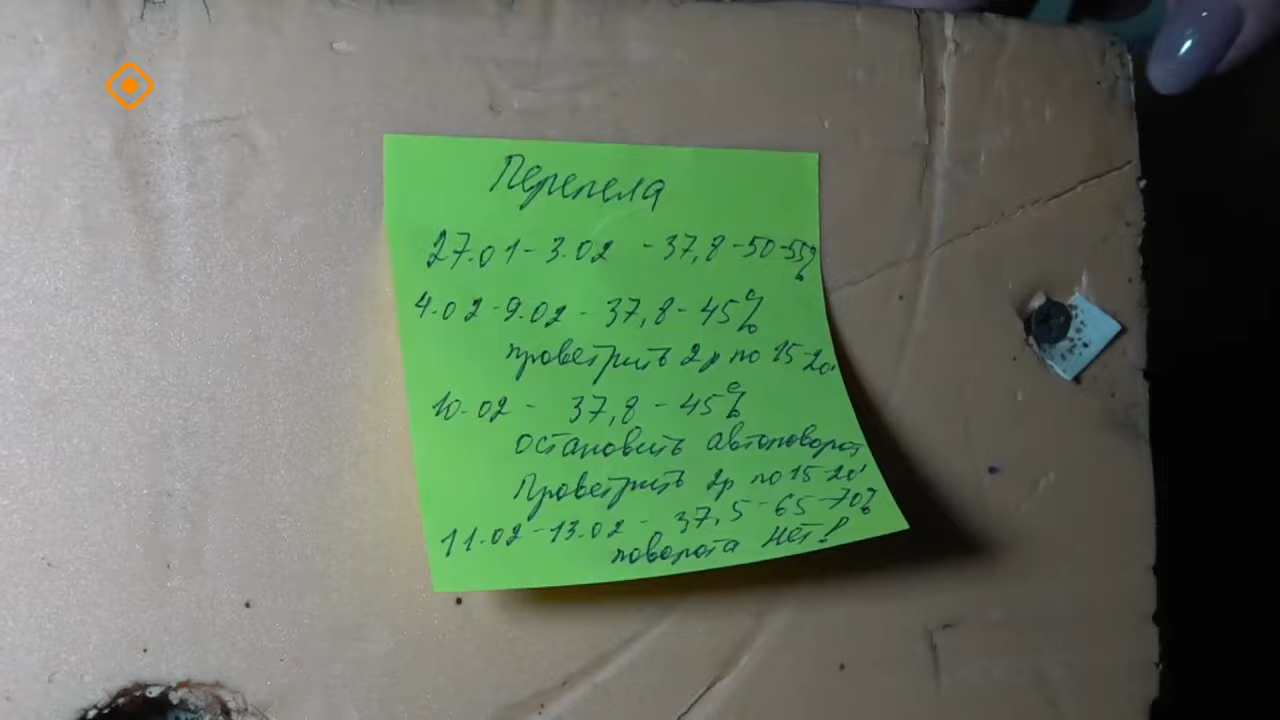 Перепела
27.01 - 3.02 - 37,8 - 50-55%
4.02 - 9.02 - 37,8 - 45%
проветрить 2р по 15-20'
10.02 - 37,8 - 45%
остановить автоповорот
Проветрить 2р по 15-20'
11.02 - 13.02 - 37,5 - 65-70%
поворота нет!